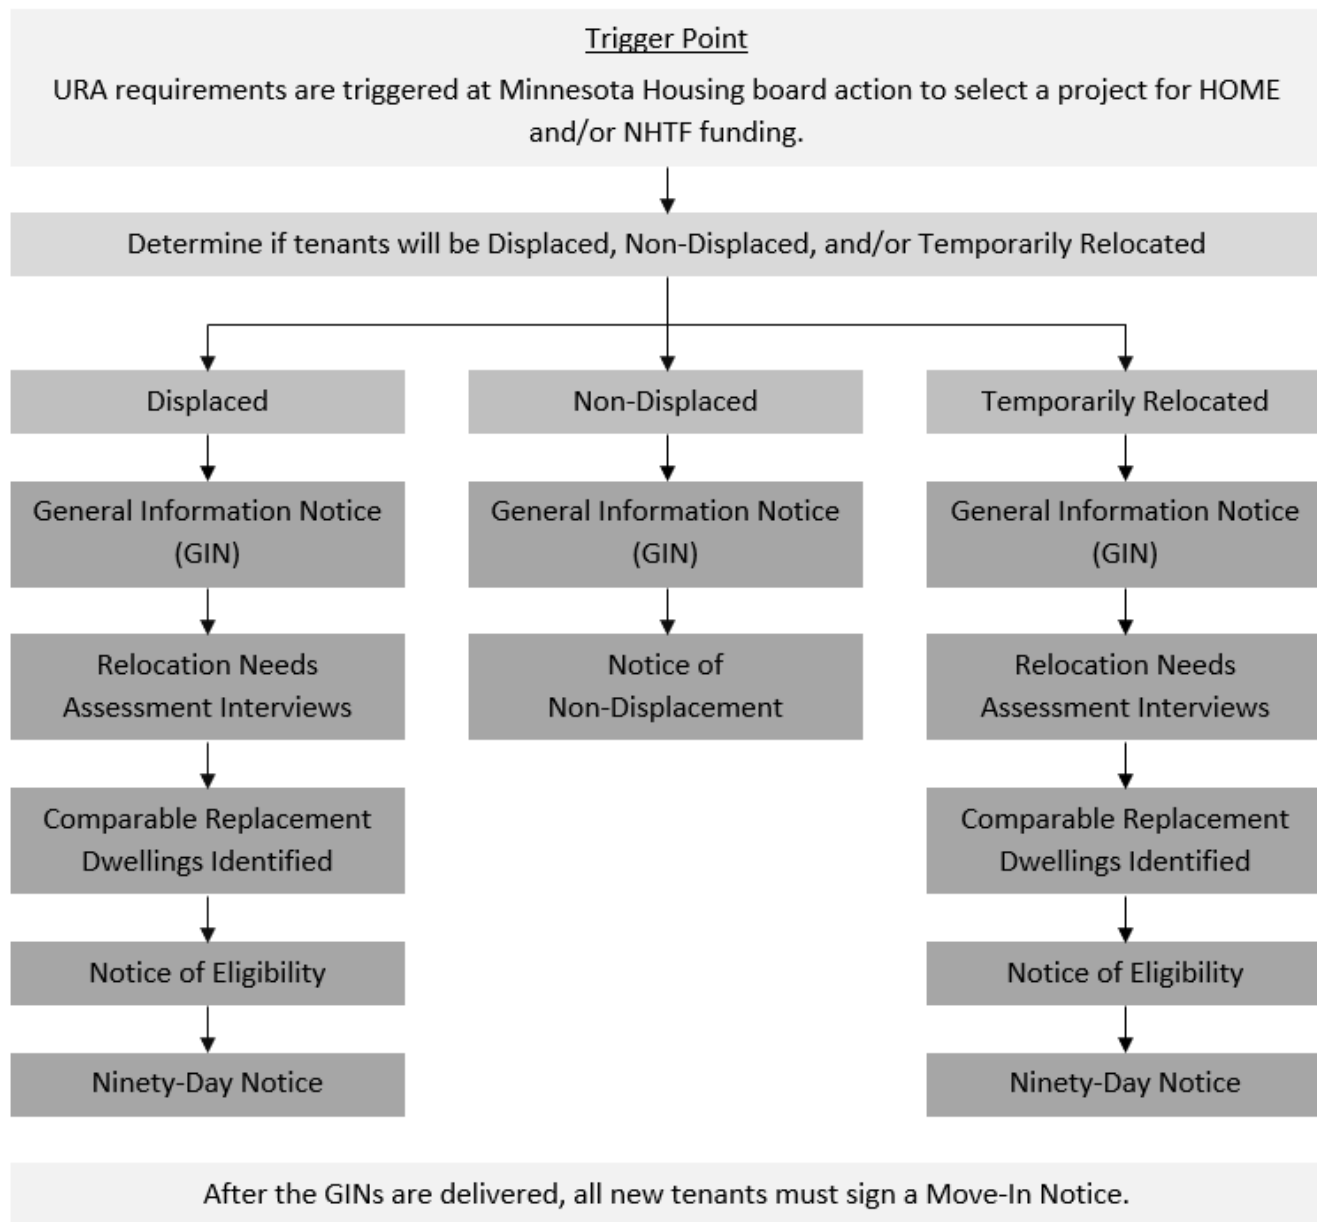 Trigger Point
URA requirements are triggered at Minnesota Housing board action to select a project for HOME
and/or NHTF funding.
Determine if tenants will be Displaced, Non-Displaced, and/or Temporarily Relocated
Displaced
General Information Notice
(GIN)
Relocation Needs
Assessment Interviews
Comparable Replacement
Dwellings Identified
Notice of Eligibility
Ninety-Day Notice
Non-Displaced
General Information Notice
(GIN)
Notice of
Non-Displacement
Temporarily Relocated
General Information Notice
(GIN)
Relocation Needs
Assessment Interviews
Comparable Replacement
Dwellings Identified
Notice of Eligibility
Ninety-Day Notice
After the GINs are delivered, all new tenants must sign a Move-In Notice.